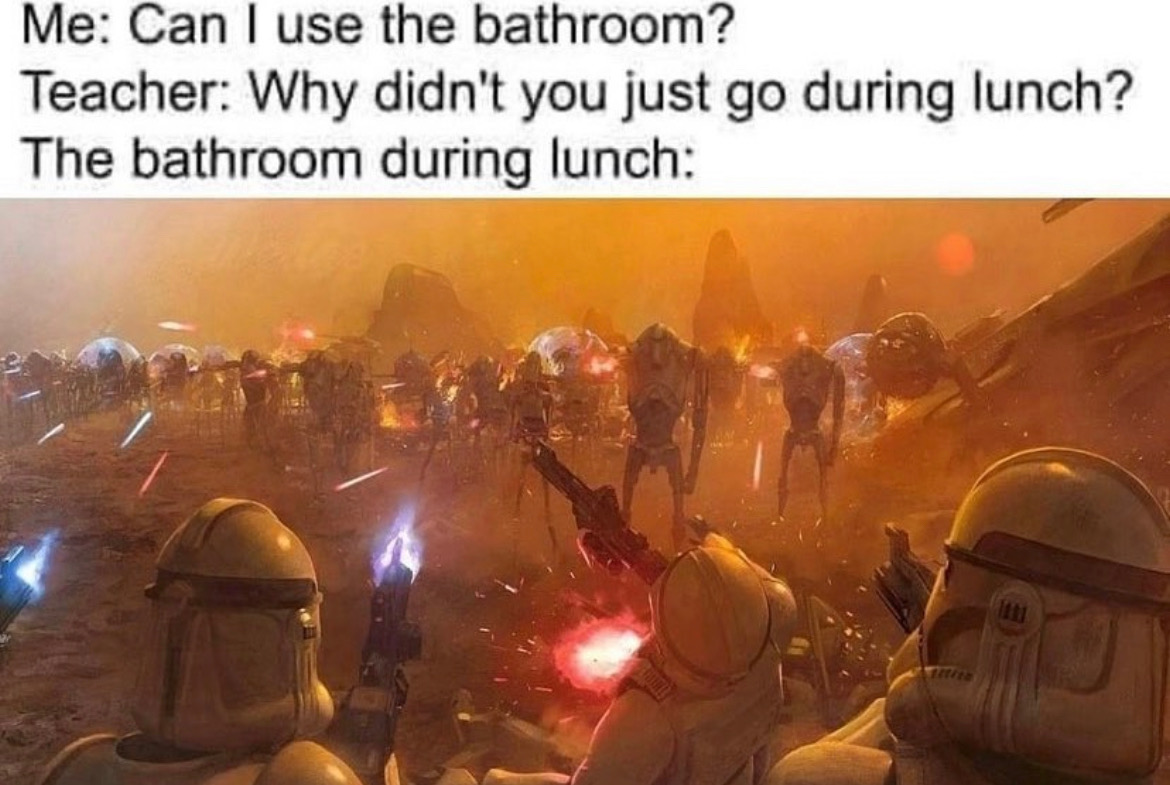 Me: Can I use the bathroom?
Teacher: Why didn't you just go during lunch?
The bathroom during lunch: